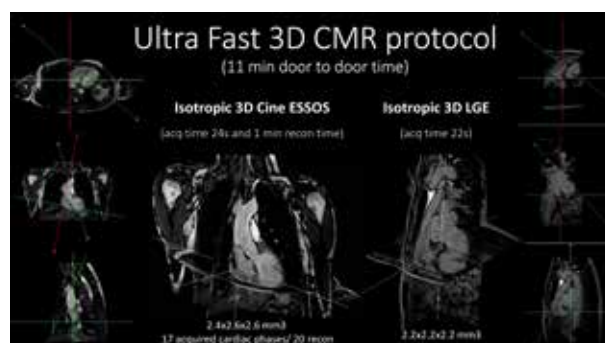 Ultra Fast 3D CMR protocol
(11 min door to door time)
Isotropic 3D Cine ESSOS
(acq time 24s and 1 min recon time)
Isotropic 3D LGE
(acq time 22s)
2.4x2.6x2.6 mm3
17 acquired cardiac phases/ 20 recon
2.2x2.2x2.2 mm3